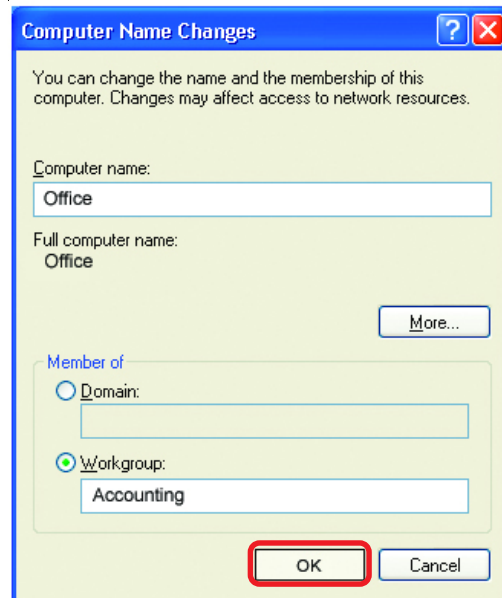 Computer Name Changes
You can change the name and the membership of this
computer. Changes may affect access to network resources.
Computer name:
Office
Full computer name:
Office
More...
Member of
Domain:
Workgroup:
Accounting
OK
Cancel